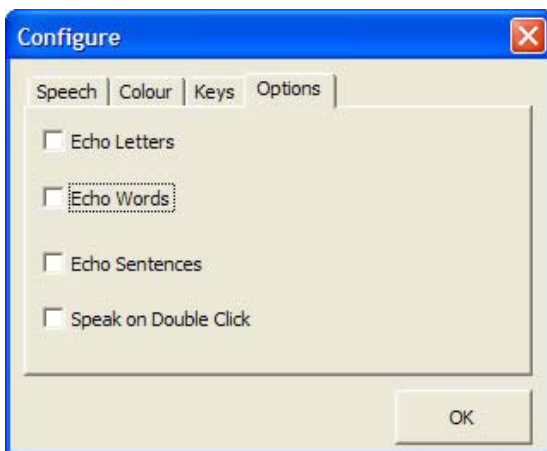 Configure
Speech Colour Keys Options
Echo Letters
Echo Words
Echo Sentences
Speak on Double Click
OK